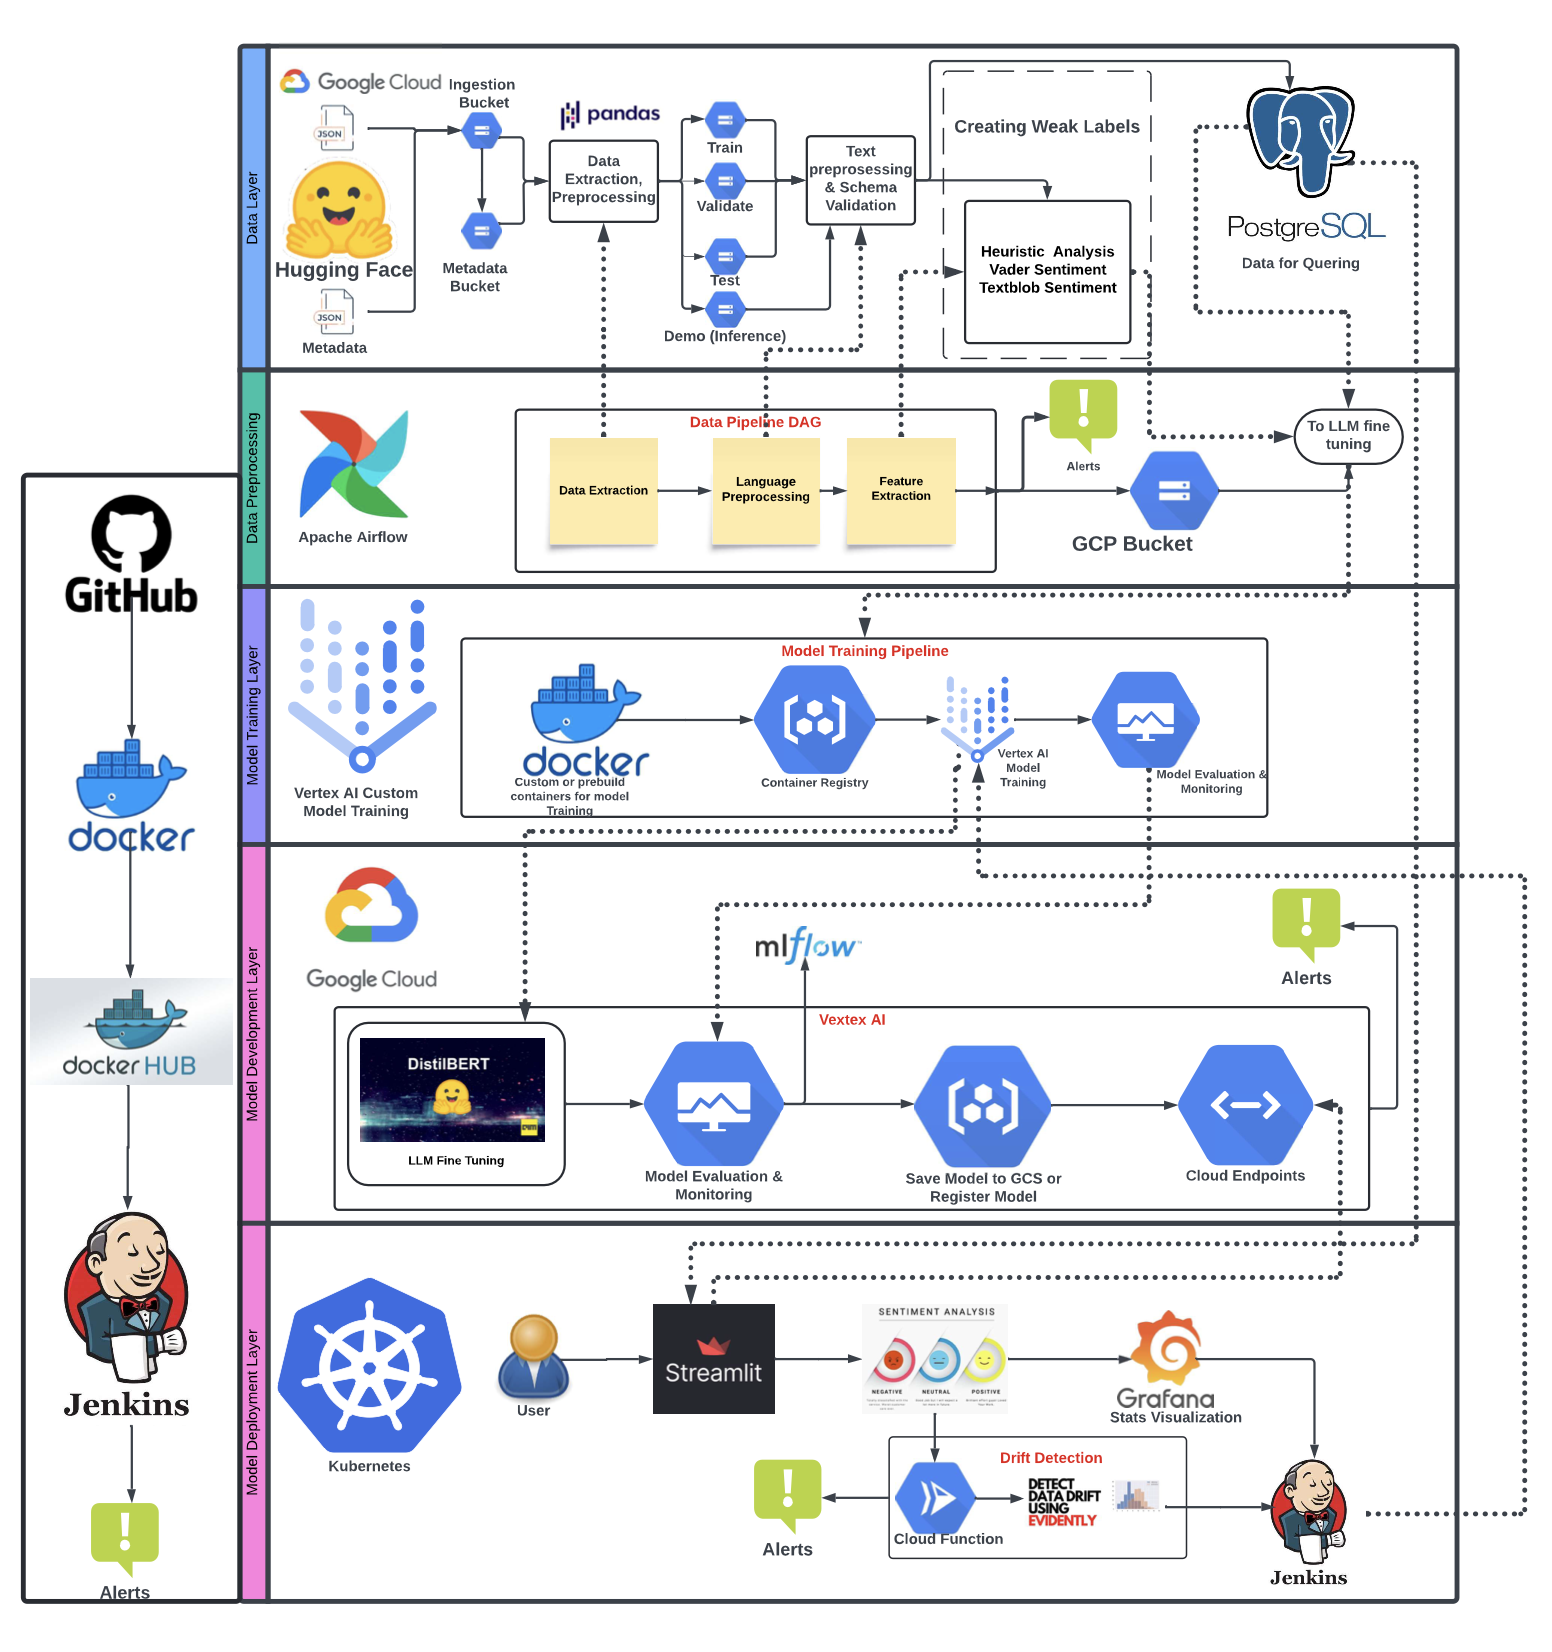 Data Layer
Google Cloud
Ingestion
Bucket
JSON
Hugging Face
JSON
Metadata
Metadata
Bucket
pandas
Data
Extraction,
Preprocessing
Train
Validate
Test
Demo (Inference)
Text
preprosessing
& Schema
Validation
Creating Weak Labels
Heuristic Analysis
Vader Sentiment
Textblob Sentiment
PostgreSQL
Data for Quering
Data Preprocessing
Apache Airflow
Data Pipeline DAG
Data Extraction
Language
Preprocessing
Feature
Extraction
Alerts
GCP Bucket
To LLM fine
tuning
GitHub
docker
docker HUB
Jenkins
Alerts
Model Training Layer
Vertex AI Custom
Model Training
Model Training Pipeline
docker
Custom or prebuild
containers for model
Training
Container Registry
Vertex AI
Model
Training
Model Evaluation &
Monitoring
Model Development Layer
Google Cloud
mlflow™
Alerts
Vextex AI
DistilBERT
LLM Fine Tuning
Model Evaluation &
Monitoring
Save Model to GCS or
Register Model
Cloud Endpoints
Model Deployment Layer
Kubernetes
User
Streamlit
SENTIMENT ANALYSIS
NEGATIVE
NEUTRAL
POSITIVE
Grafana
Stats Visualization
Alerts
Drift Detection
Cloud Function
DETECT
DATA DRIFT
USING
EVIDENTLY
Jenkins